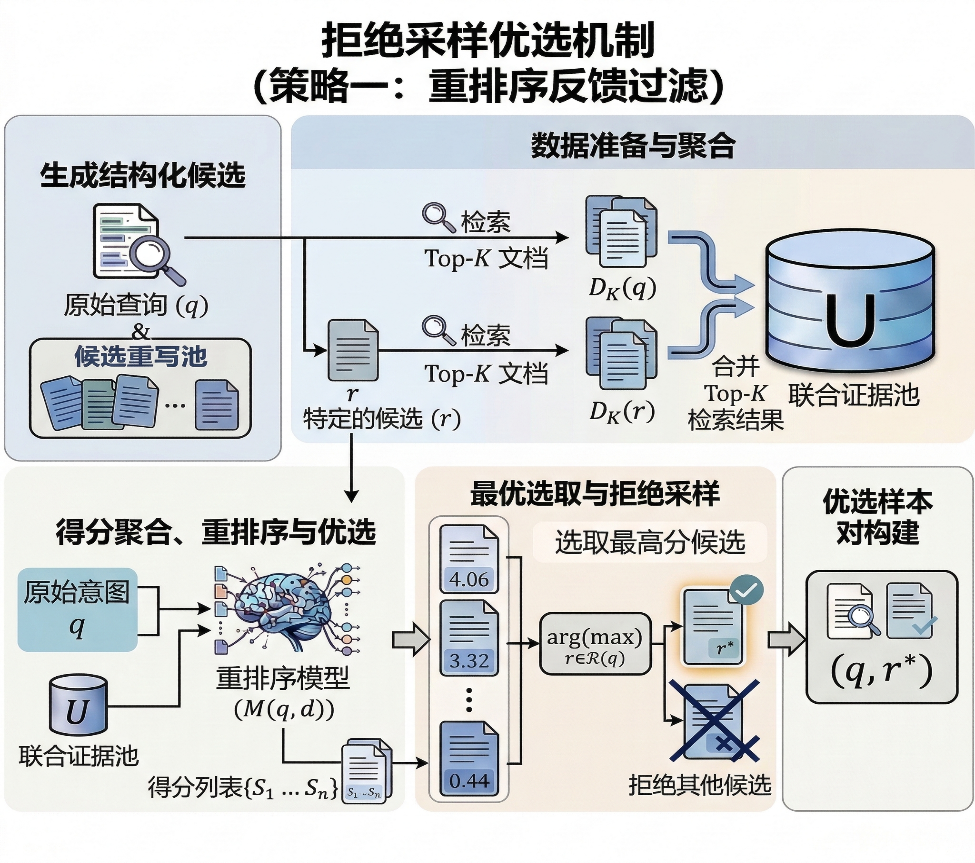 拒绝采样优选机制
（策略一：重排序反馈过滤）
生成结构化候选
原始查询 (q)
&
候选重写池
...
数据准备与聚合
检索
Top-K 文档
D_K(q)
检索
Top-K 文档
D_K(r)
r
特定的候选 (r)
合并
Top-K
检索结果
U
联合证据池
得分聚合、重排序与优选
原始意图
q
U
联合证据池
重排序模型
(M(q,d))
得分列表{S₁ ... Sₙ}
S₁ ...Sₙ
最优选取与拒绝采样
选取最高分候选
4.06
3.32
⋮
0.44
arg(max)
r∈ℛ(q)
r*
拒绝其他候选
优选样本
对构建
(q,r*)